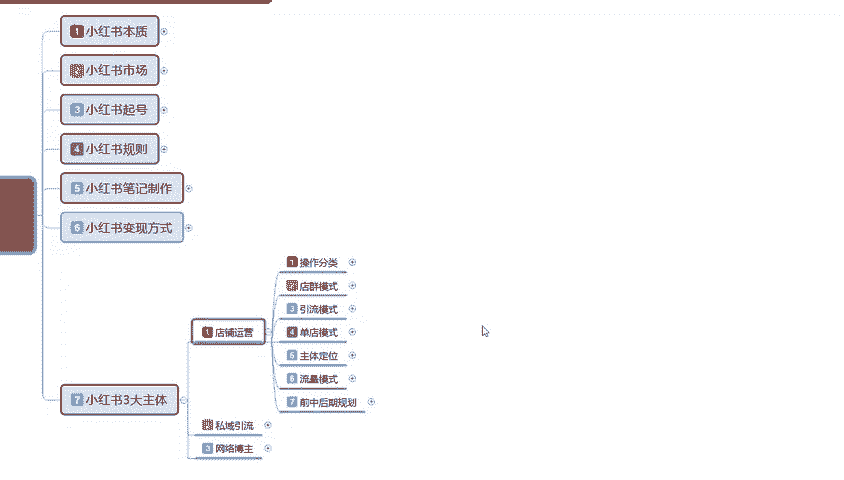 1 小红书本质
2 小红书市场
3 小红书起号
4 小红书规则
5 小红书笔记制作
6 小红书变现方式
7 小红书3大主体
1 店铺运营
1 操作分类
2 店群模式
3 引流模式
4 单店模式
5 主体定位
6 流量模式
7 前中后期规划
2 私域引流
3 网络博主